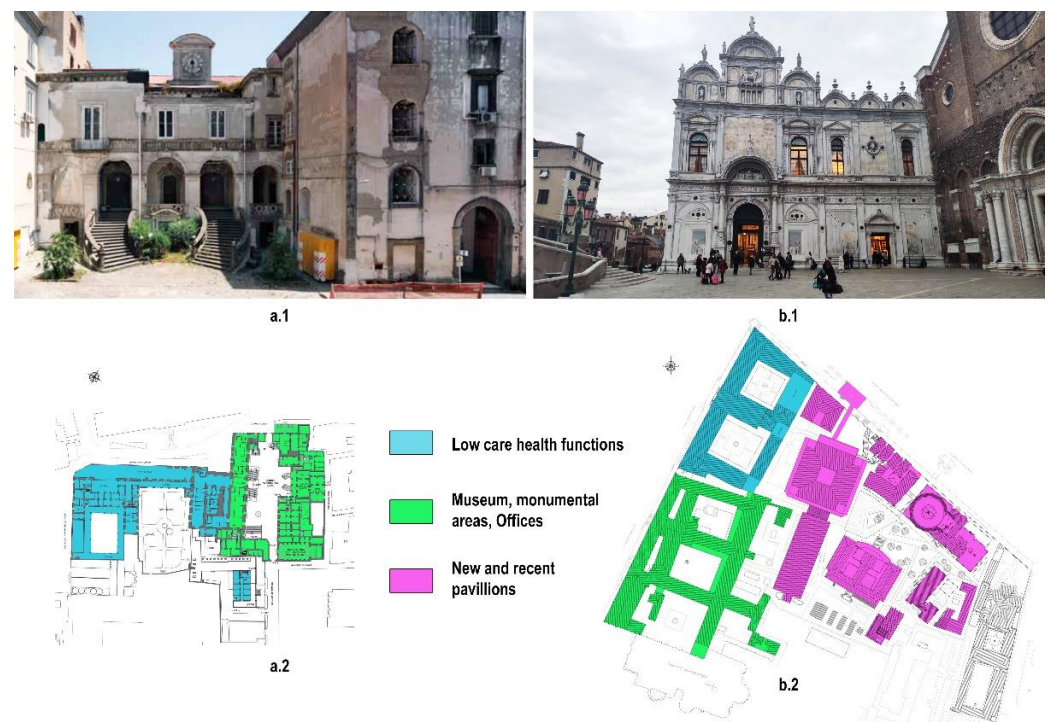 a.1
b.1
Low care health functions
Museum, monumental
areas, Offices
New and recent
pavillions
a.2
b.2